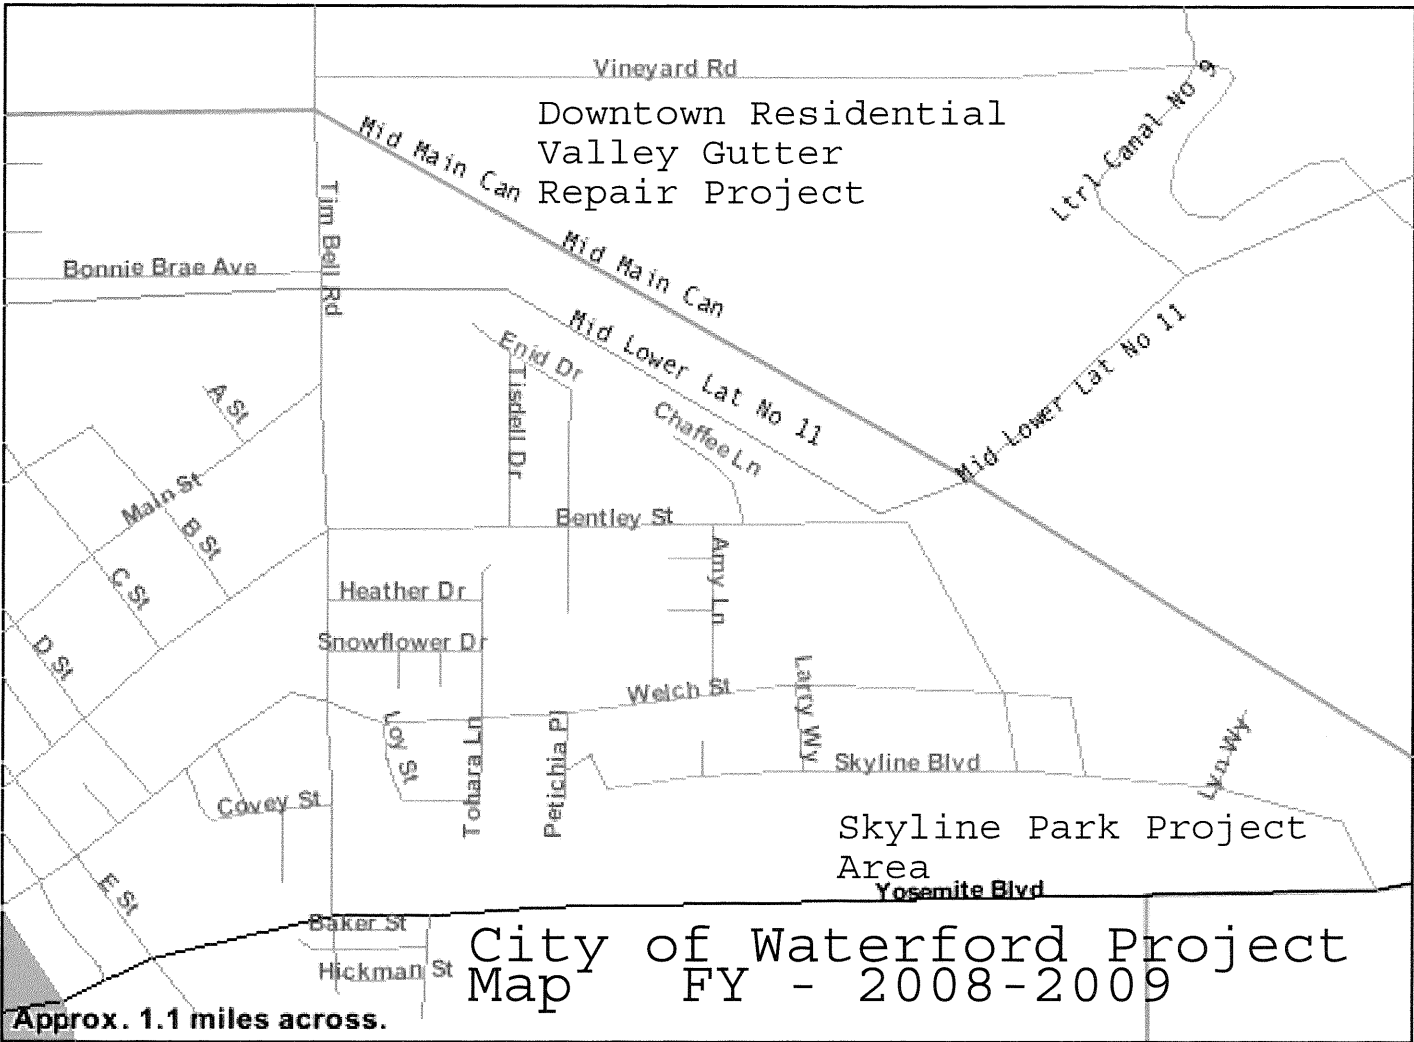 Vineyard Rd
Downtown Residential
Valley Gutter
Repair Project
Ltrl Canal No 9
Mid Main Can
Tim Bell Rd
Mid Main Can
Bonnie Brae Ave
Mid Lower Lat No 11
Mid Lower Lat No 11
Enid Dr
Tisdell Dr
A St
Chaffee Ln
Main St
B St
Bentley St
C St
Amy Ln
Heather Dr
D St
Snowflower Dr
Welch St
Larry Wy
Loy St
Tohara Ln
Petichia Pl
Skyline Blvd
Lyn Wy
Covey St
Skyline Park Project
Area
E St
Yosemite Blvd
Baker St
City of Waterford Project
Hickman St
Map FY - 2008-2009
Approx. 1.1 miles across.